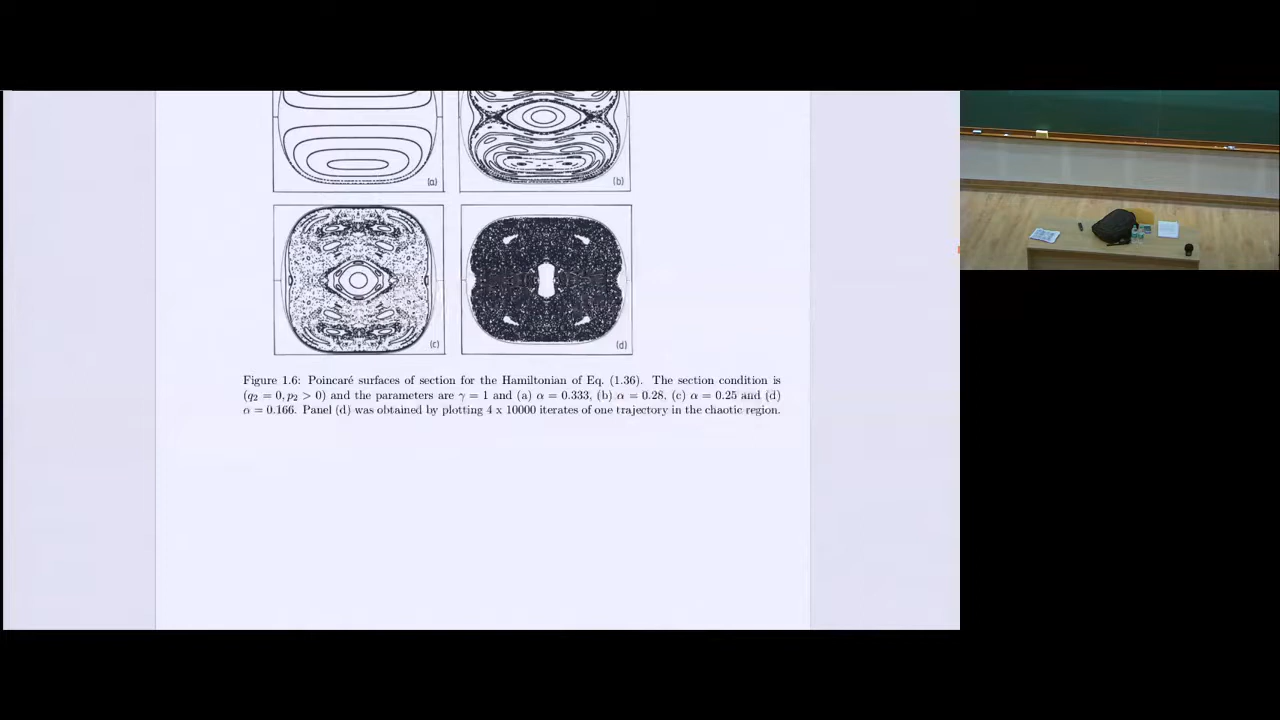 (a)
(b)
(c)
(d)
Figure 1.6: Poincaré surfaces of section for the Hamiltonian of Eq. (1.36). The section condition is
(q₂ = 0, p₂ > 0) and the parameters are γ = 1 and (a) α = 0.333, (b) α = 0.28, (c) α = 0.25 and (d)
α = 0.166. Panel (d) was obtained by plotting 4 x 10000 iterates of one trajectory in the chaotic region.